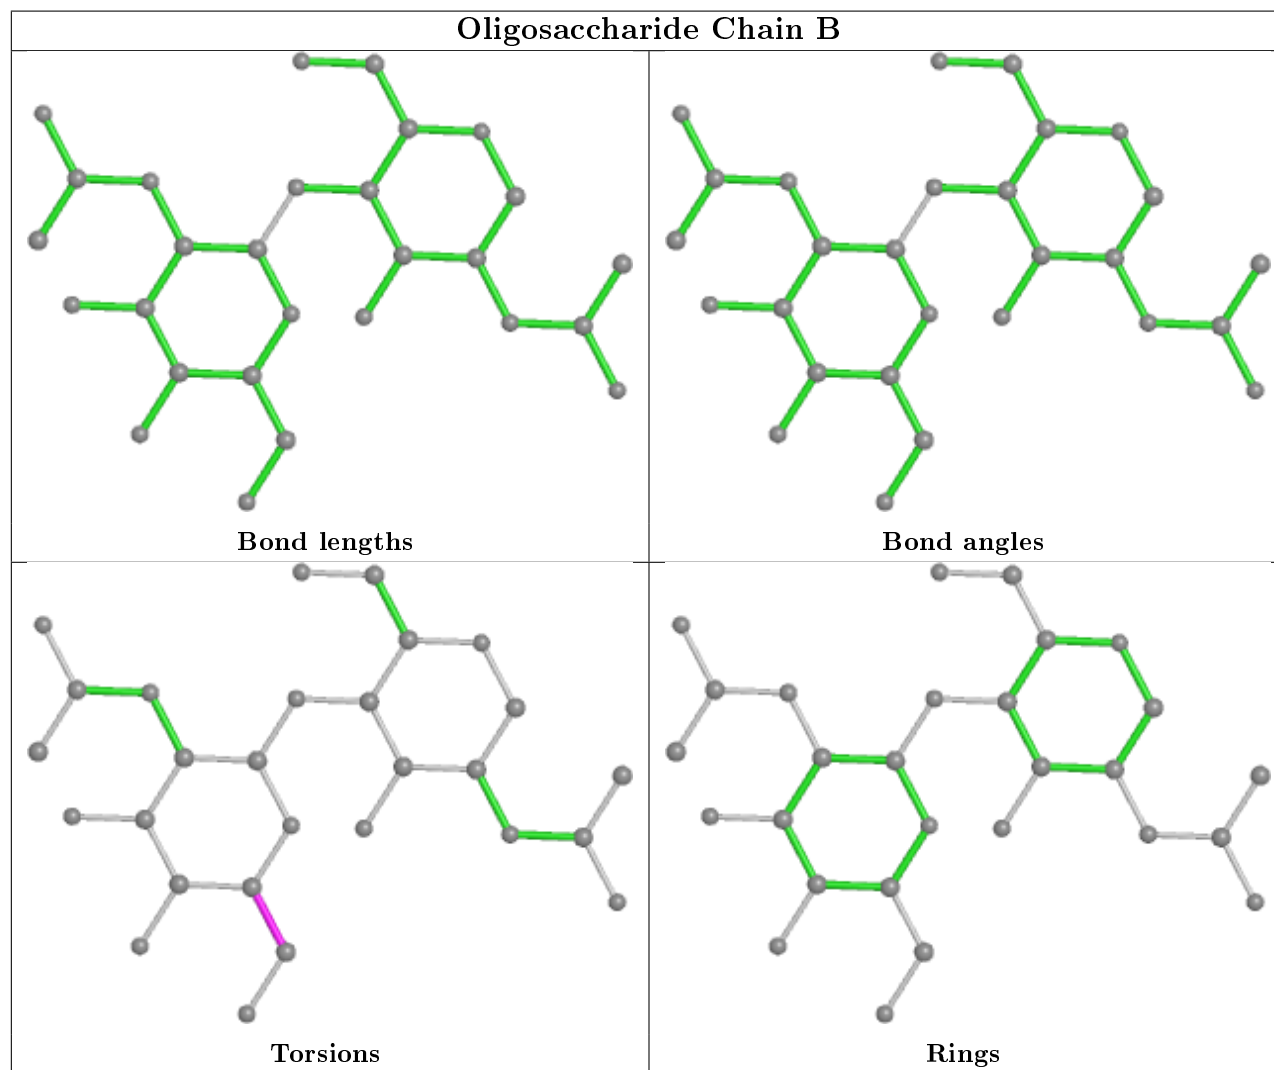 Oligosaccharide Chain B
Bond lengths
Bond angles
Torsions
Rings